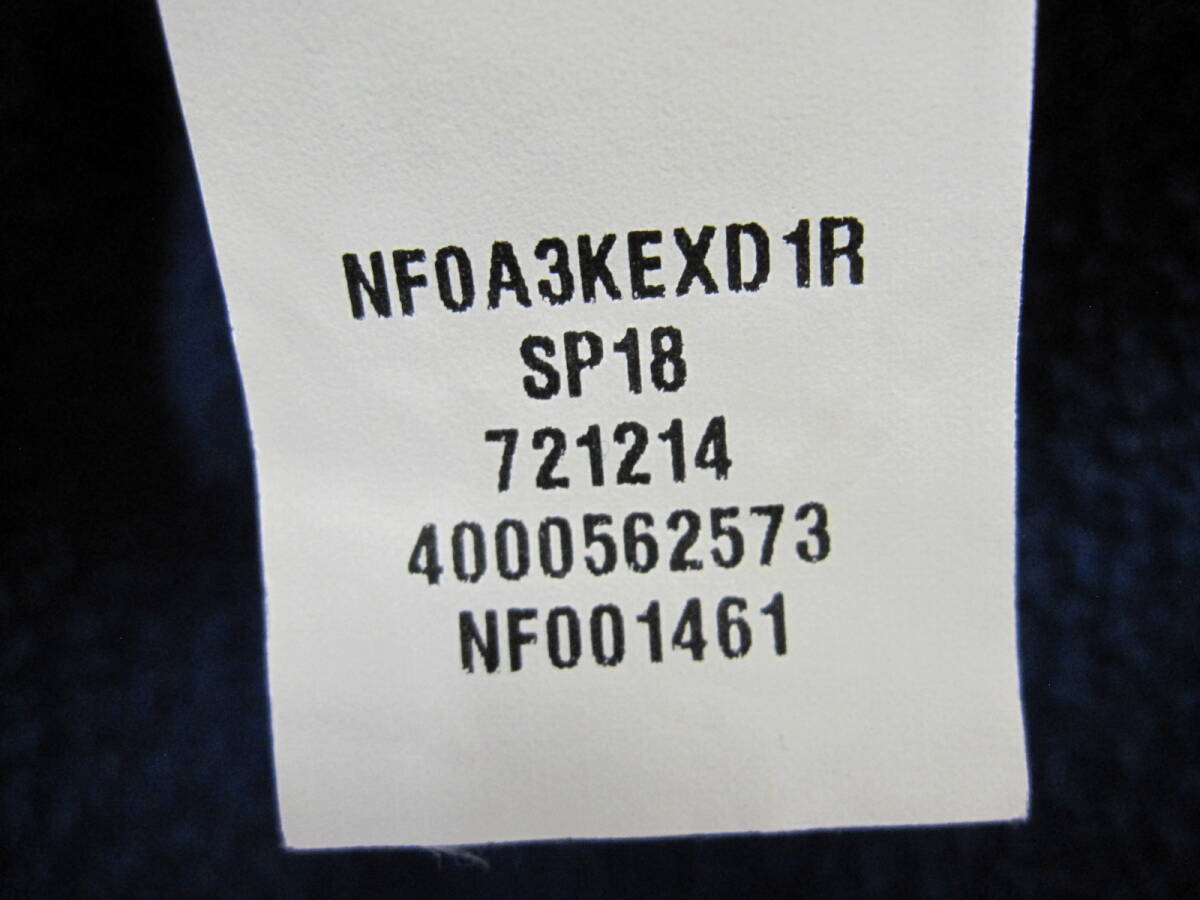 NF0A3KEXD1R
SP18
721214
4000562573
NF001461